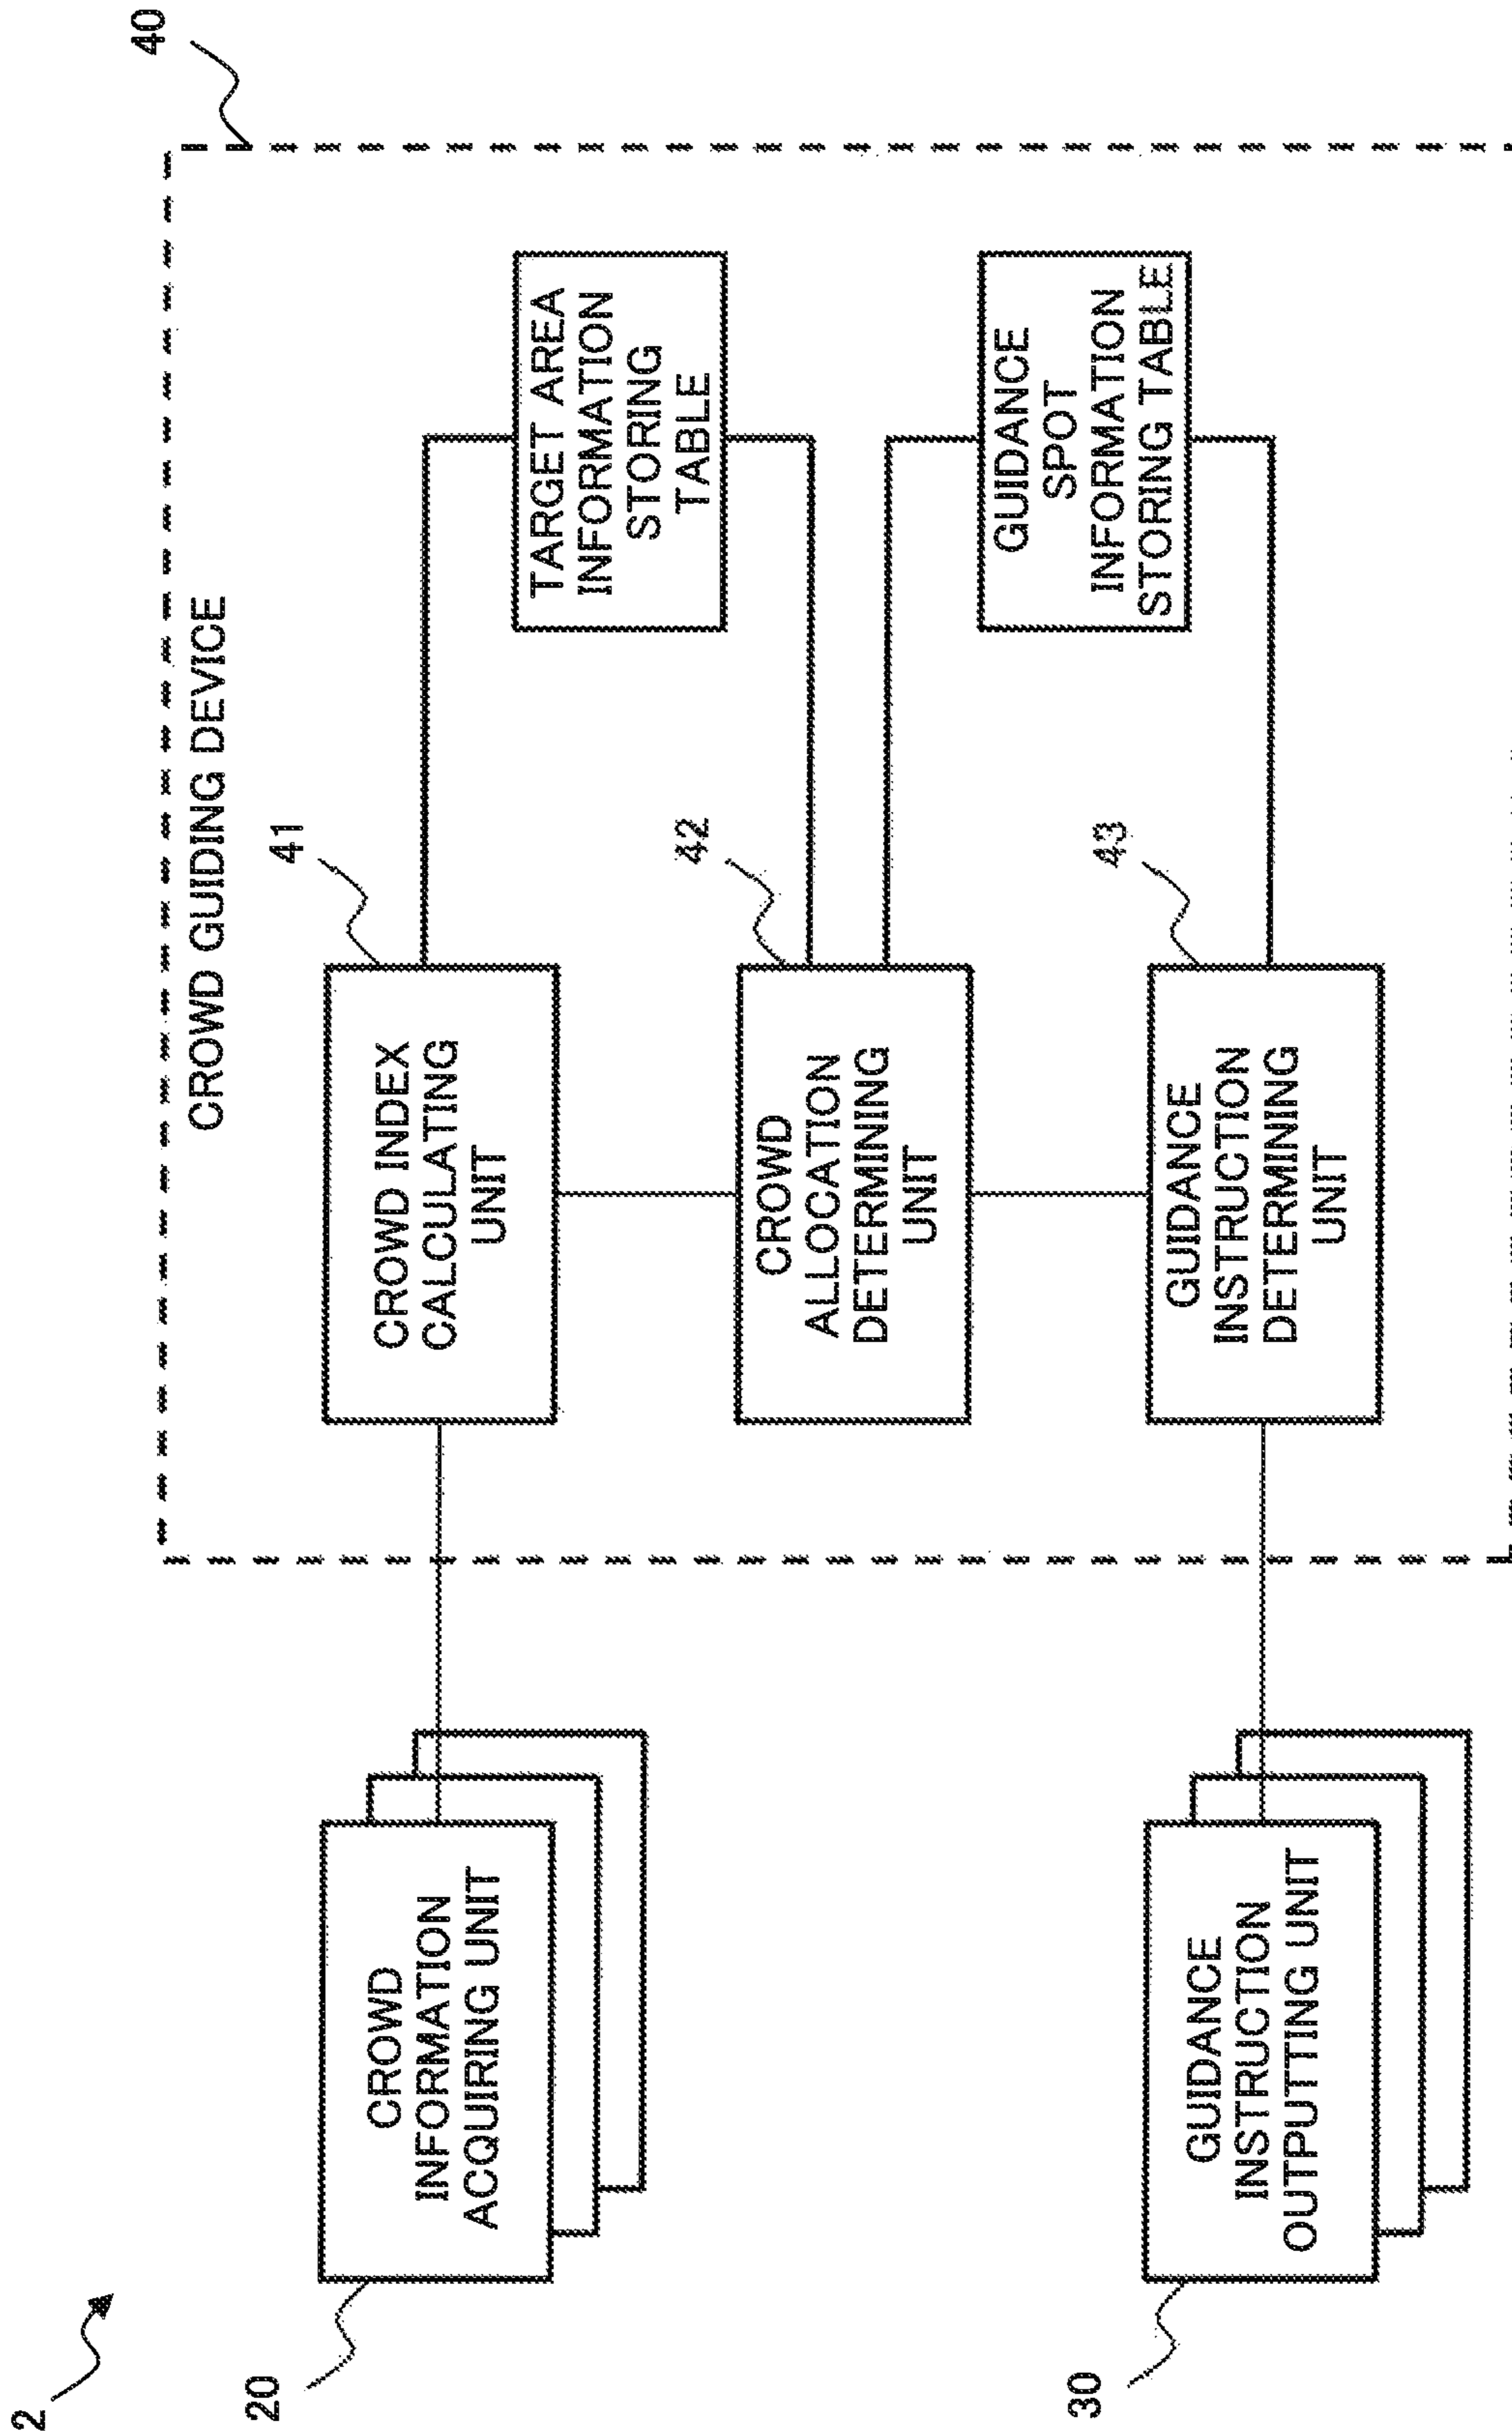 2
40
CROWD GUIDING DEVICE
20
CROWD
INFORMATION
ACQUIRING UNIT
41
CROWD INDEX
CALCULATING
UNIT
TARGET AREA
INFORMATION
STORING
TABLE
42
CROWD
ALLOCATION
DETERMINING
UNIT
30
GUIDANCE
INSTRUCTION
OUTPUTTING UNIT
43
GUIDANCE
INSTRUCTION
DETERMINING
UNIT
GUIDANCE
SPOT
INFORMATION
STORING TABLE